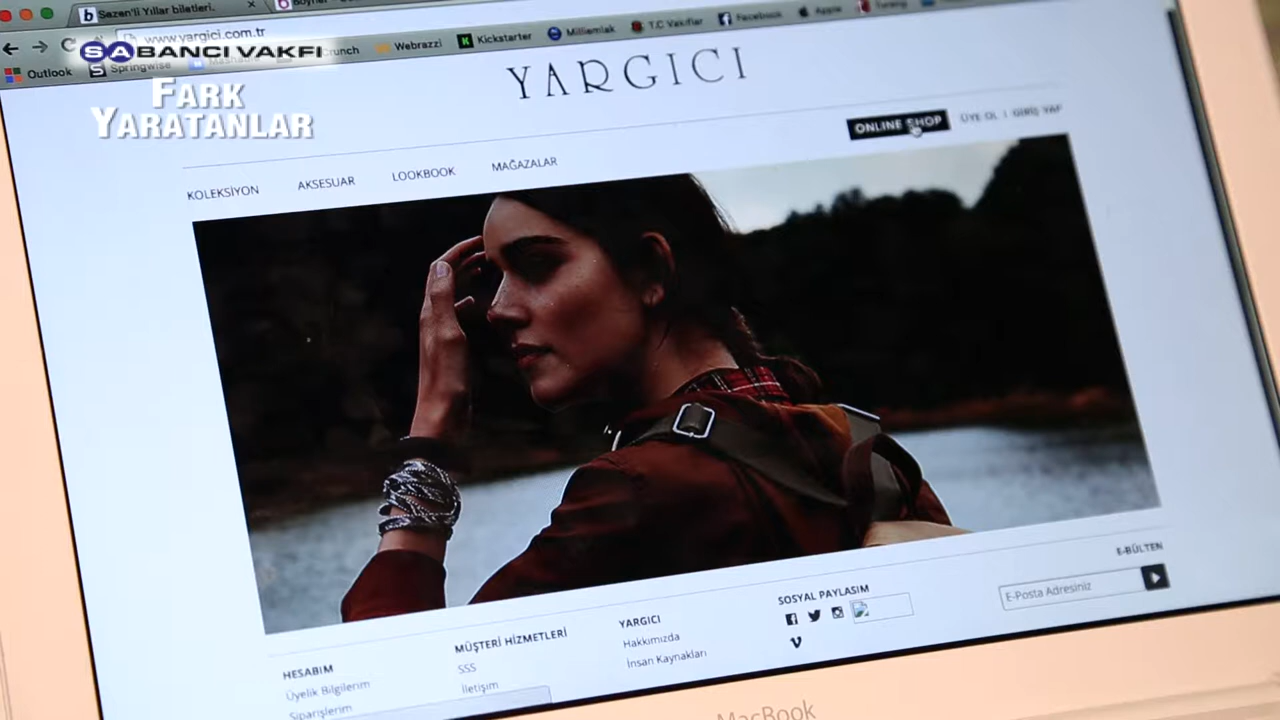 Sezen'li Yıllar biletleri.
www.yargici.com.tr
Webrazzi
Kickstarter
Milliemlak
T.C Vakıflar
Facebook
Apple
Outlook
Springwise
SABANCI VAKFI
FARK
YARATANLAR
YARGICI
ONLINE SHOP
ÜYE OL | GİRİŞ YAP
KOLEKSİYON
AKSESUAR
LOOKBOOK
MAĞAZALAR
E-BÜLTEN
E-Posta Adresiniz
SOSYAL PAYLAŞIM
YARGICI
Hakkımızda
İnsan Kaynakları
MÜŞTERİ HİZMETLERİ
SSS
İletişim
HESABIM
Üyelik Bilgilerim
Siparişlerim
MacBook